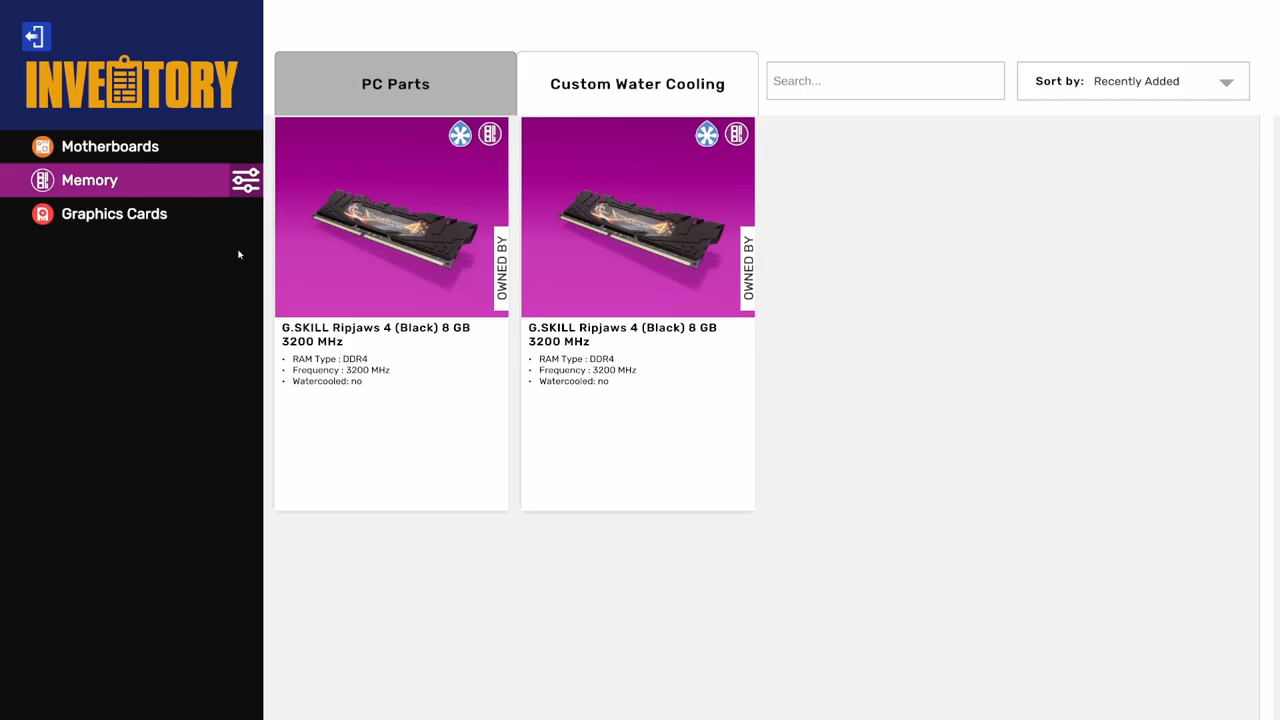 INVENTORY
Motherboards
Memory
Graphics Cards
PC Parts
Custom Water Cooling
Search...
Sort by: Recently Added
OWNED BY
G.SKILL Ripjaws 4 (Black) 8 GB
3200 MHz
• RAM Type : DDR4
• Frequency : 3200 MHz
• Watercooled: no
OWNED BY
G.SKILL Ripjaws 4 (Black) 8 GB
3200 MHz
• RAM Type : DDR4
• Frequency : 3200 MHz
• Watercooled: no